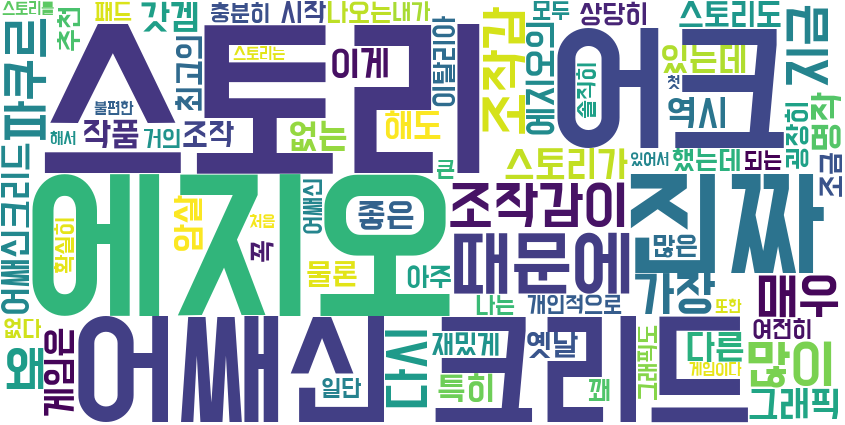 스토리를
패드
갓겜
충분히
시작
나오는
내가
모두
상당히
스토리도
추천
파쿠리
스토리
최고의
스토리는
이게
이탈리아
조작감
에지오의
어크
솔직히
있는데
첫
지금
역시
굉장히
명작
불편한
해서
작품
거의
조작
없는
해도
큰
스토리가
있어서
했는데
되는
조금
어쌔신크리드
확실히
에지오
암살
처음
폭
어쌔신
좋은
물론
아주
조작감이
때문에
나는
개인적으로
진짜
많은
가장
매우
또한
여전히
없다
왜
게임은
어쌔신크리드
일단
다시
재밌게
특히
옛날
꽤
그래픽도
다른
게임이다
많이
그래픽